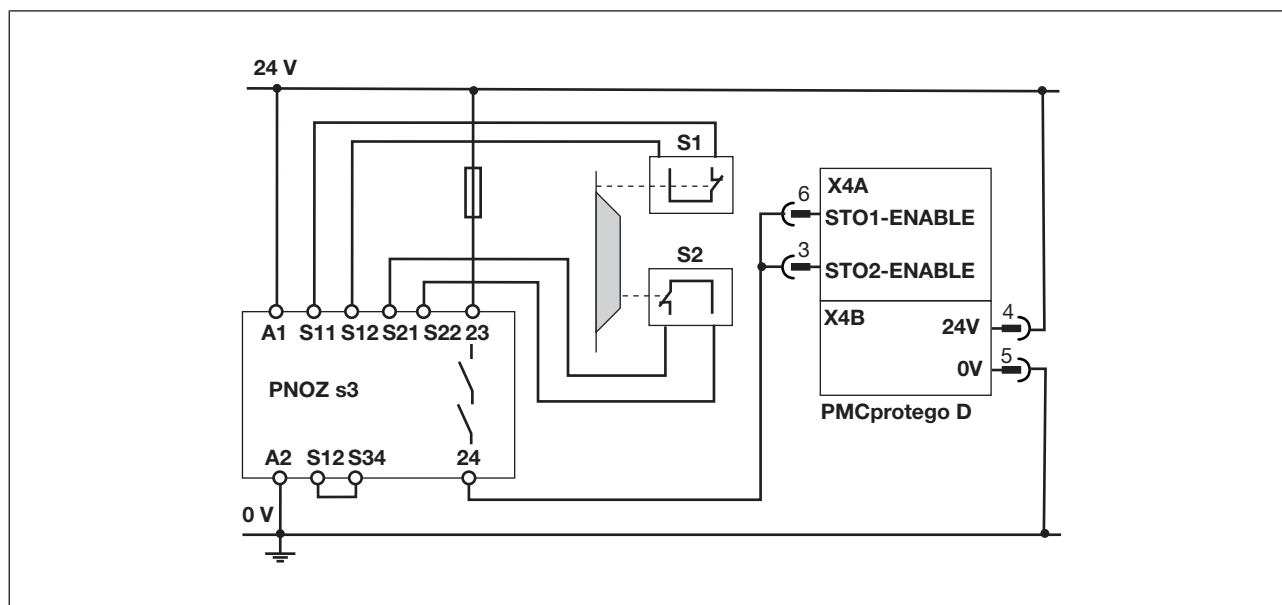 24 V
S1
X4A
6
STO1-ENABLE
S2
3
STO2-ENABLE
A1 S11 S12 S21 S22 23
X4B
4
24V
5
0V
PNOZ s3
PMCprotego D
A2 S12 S34 24
0 V